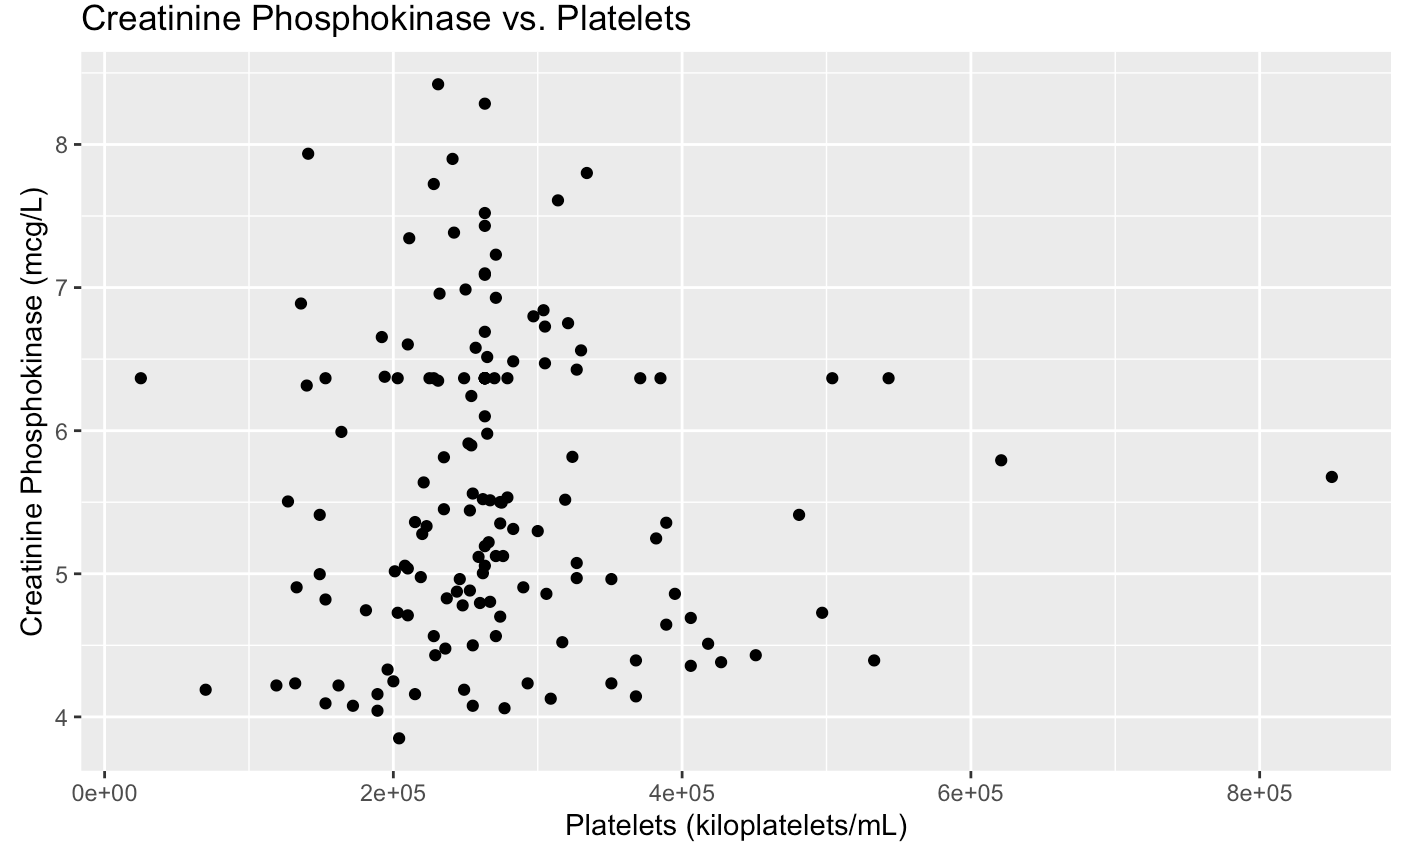 Creatinine Phosphokinase vs. Platelets
Creatinine Phosphokinase (mcg/L)
8
7
6
5
4
0e+00 2e+05 4e+05 6e+05 8e+05
Platelets (kiloplatelets/mL)